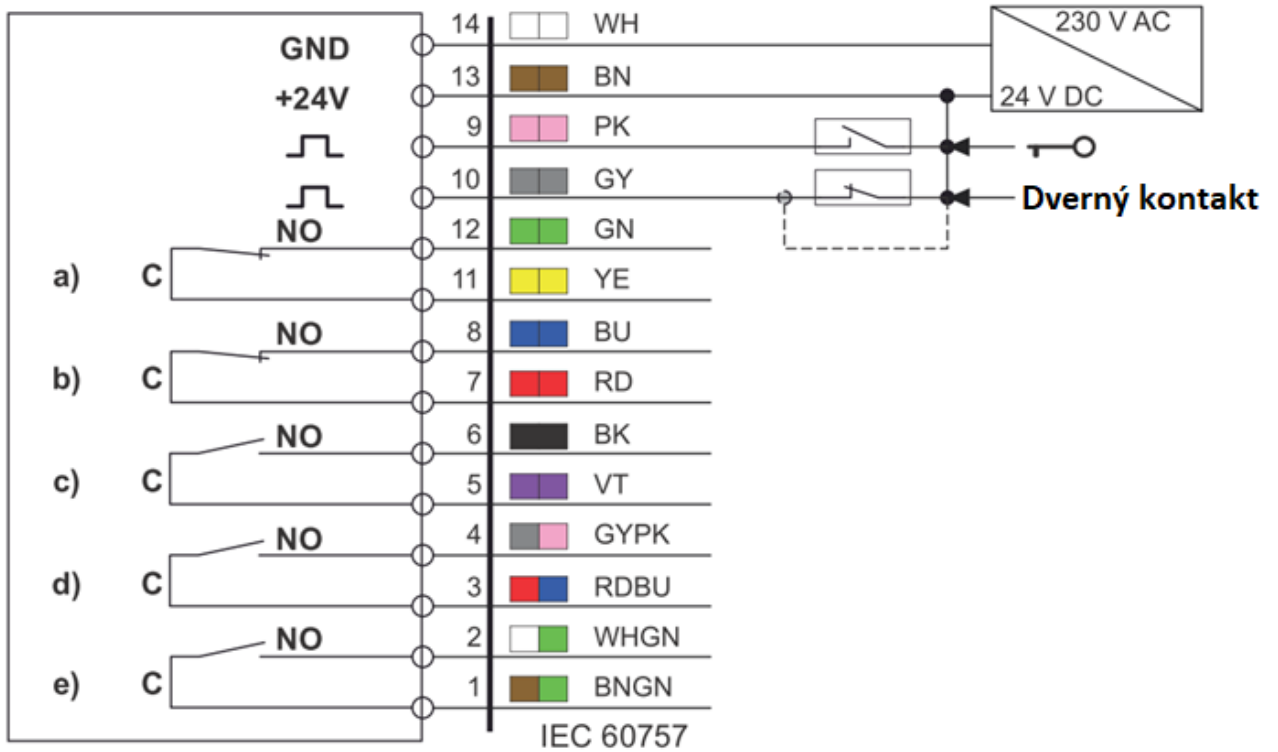 14 WH 230 V AC
GND
13 BN
+24V 24 V DC
9 PK
10 GY
Dverný kontakt
NO 12 GN
a) C 11 YE
NO 8 BU
b) C 7 RD
NO 6 BK
c) C 5 VT
NO 4 GYPK
d) C 3 RDBU
NO 2 WHGN
e) C 1 BNGN
IEC 60757